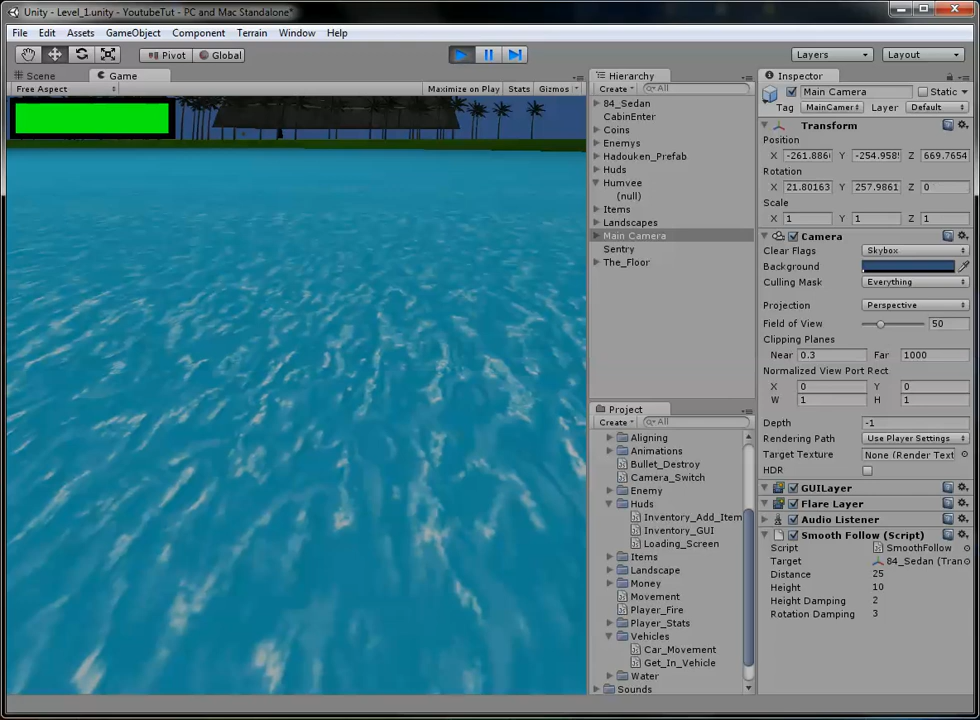 Unity - Level_1.unity - YoutubeTut - PC and Mac Standalone*
File Edit Assets GameObject Component Terrain Window Help
Pivot Global Layers Layout
Scene Game
Free Aspect Maximize on Play Stats Gizmos
Hierarchy
Create All
84_Sedan
CabinEnter
Coins
Enemys
Hadouken_Prefab
Huds
Humvee
(null)
Items
Landscapes
Main Camera
Sentry
The_Floor
Project
Create All
Aligning
Animations
Bullet_Destroy
Camera_Switch
Enemy
Huds
Inventory_Add_Item
Inventory_GUI
Loading_Screen
Items
Landscape
Money
Movement
Player_Fire
Player_Stats
Vehicles
Car_Movement
Get_In_Vehicle
Water
Sounds
Inspector
Main Camera Static
Tag MainCamer Layer Default
Transform
Position
X -261.886 Y -254.958 Z 669.7654
Rotation
X 21.80163 Y 257.9861 Z 0
Scale
X 1 Y 1 Z 1
Camera
Clear Flags Skybox
Background
Culling Mask Everything
Projection Perspective
Field of View 50
Clipping Planes
Near 0.3 Far 1000
Normalized View Port Rect
X 0 Y 0
W 1 H 1
Depth -1
Rendering Path Use Player Settings
Target Texture None (Render Text
HDR
GUILayer
Flare Layer
Audio Listener
Smooth Follow (Script)
Script SmoothFollow
Target 84_Sedan (Tran
Distance 25
Height 10
Height Damping 2
Rotation Damping 3